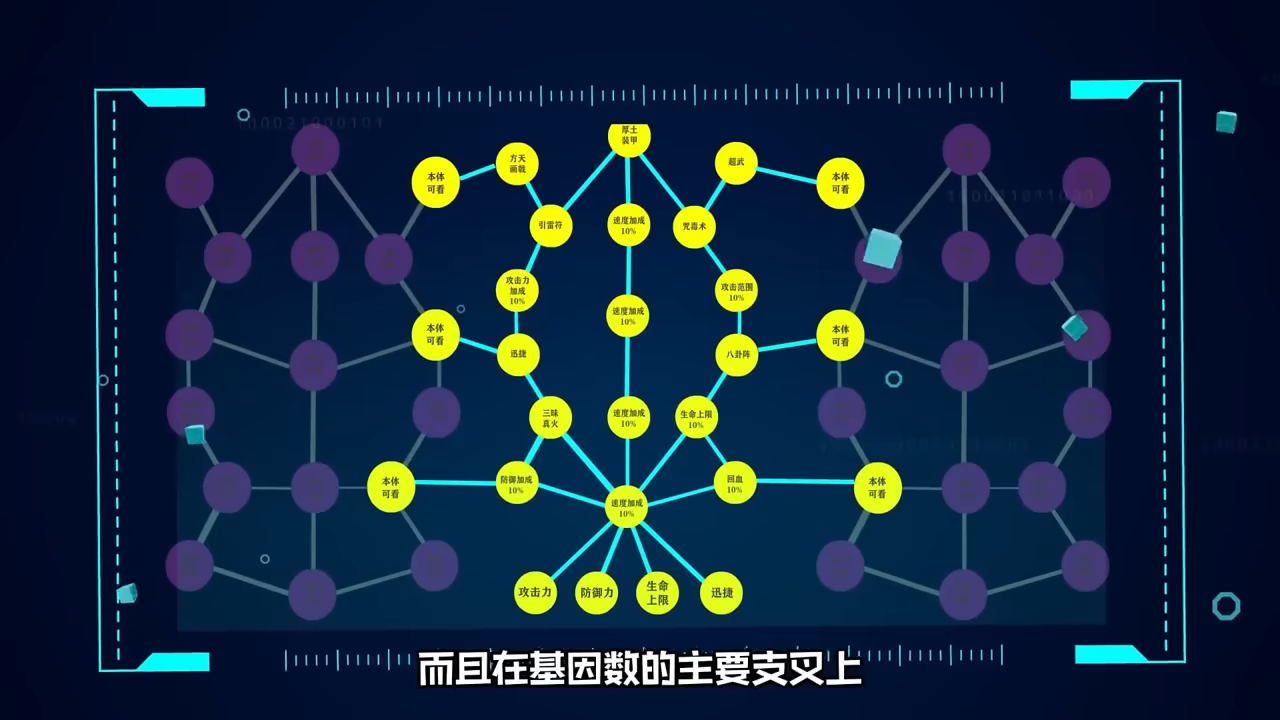 厚土
装甲
方天
画戟
超武
本体
可看
本体
可看
引雷符
速度加成
10%
咒毒术
攻击力
加成
10%
攻击范围
10%
速度加成
10%
本体
可看
迅捷
八卦阵
本体
可看
三昧
真火
速度加成
10%
生命上限
10%
本体
可看
防御加成
10%
回血
10%
本体
可看
速度加成
10%
攻击力
防御力
生命
上限
迅捷
而且在基因数的主要支叉上